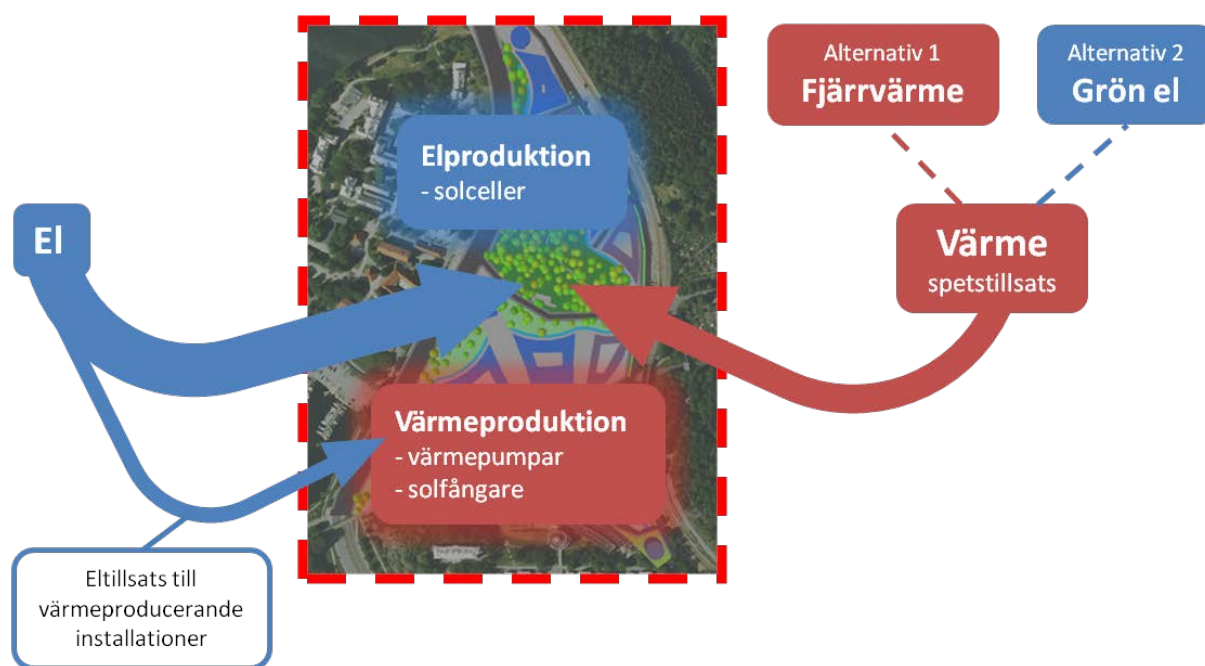 El
Eltillsats till
värmeproducerande
installationer
Elproduktion
- solceller
Värmeproduktion
- värmepumpar
- solfångare
Alternativ 1
Fjärrvärme
Alternativ 2
Grön el
Värme
spetstillsats